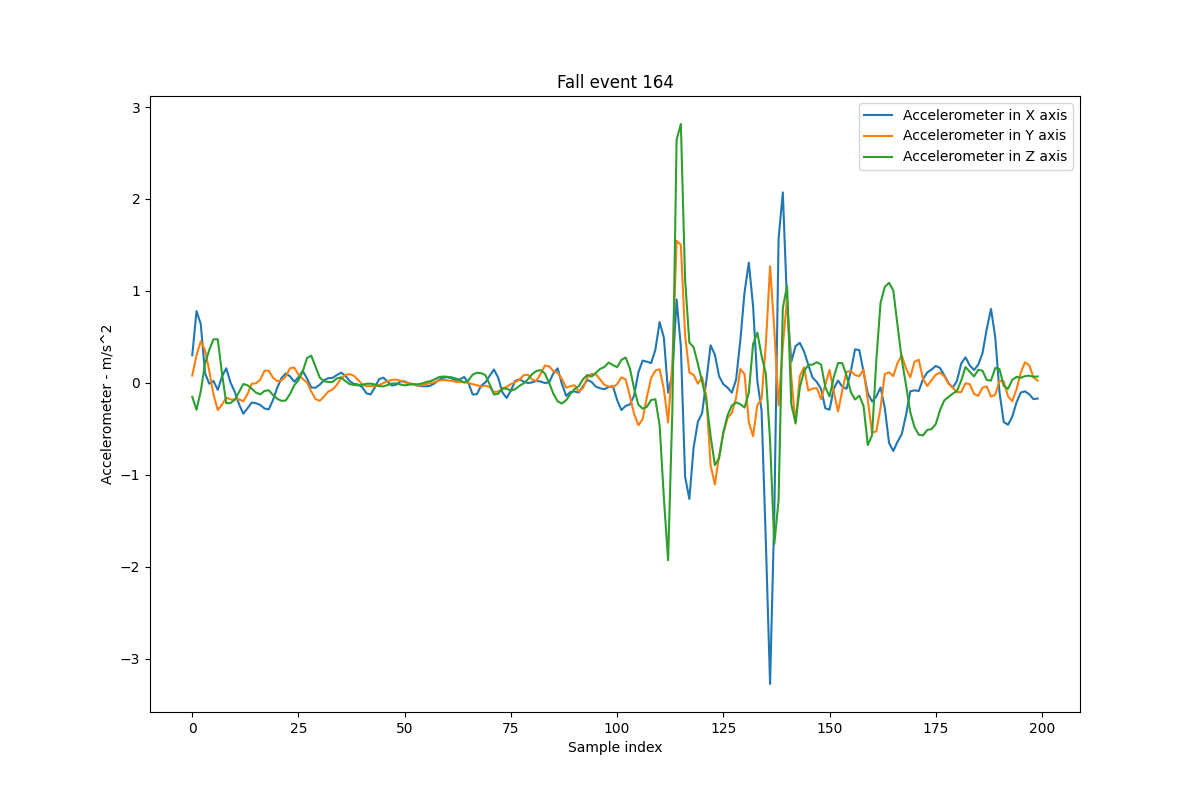 Fall event 164
Accelerometer in X axis
Accelerometer in Y axis
Accelerometer in Z axis
3
2
1
0
−1
−2
−3
Accelerometer - m/s^2
0 25 50 75 100 125 150 175 200
Sample index